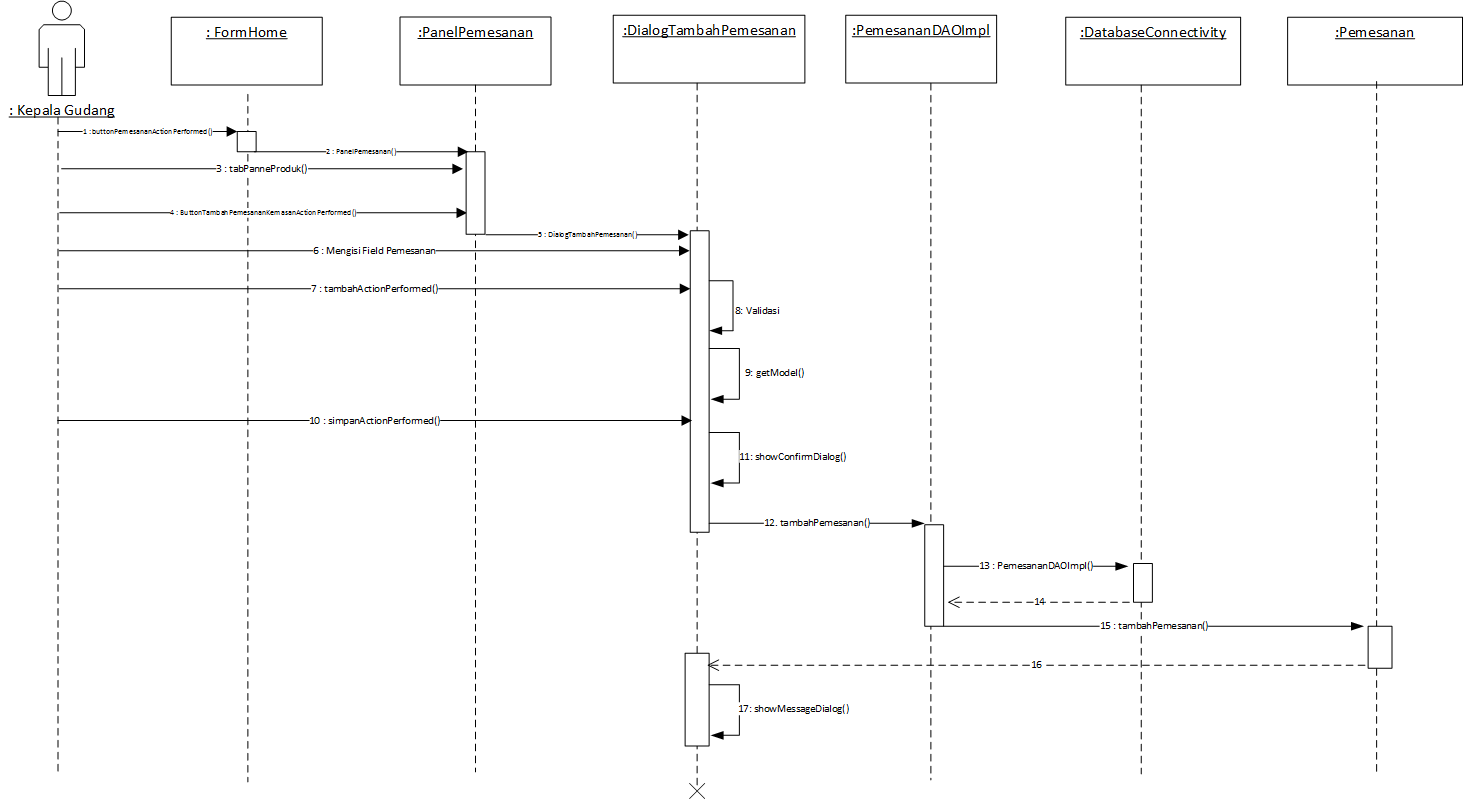 : FormHome
:PanelPemesanan
:DialogTambahPemesanan
:PemesananDAOImpl
:DatabaseConnectivity
:Pemesanan
: Kepala Gudang
1 : buttonPemesananActionPerformed()
2 : PanelPemesanan()
3 : tabPanneProduk()
4 : ButtonTambahPemesananKemasanActionPerformed()
5 : DialogTambahPemesanan()
6 : Mengisi Field Pemesanan
7 : tambahActionPerformed()
8: Validasi
9: getModel()
10 : simpanActionPerformed()
11: showConfirmDialog()
12. tambahPemesanan()
13 : PemesananDAOImpl()
14
15 : tambahPemesanan()
16
17: showMessageDialog()